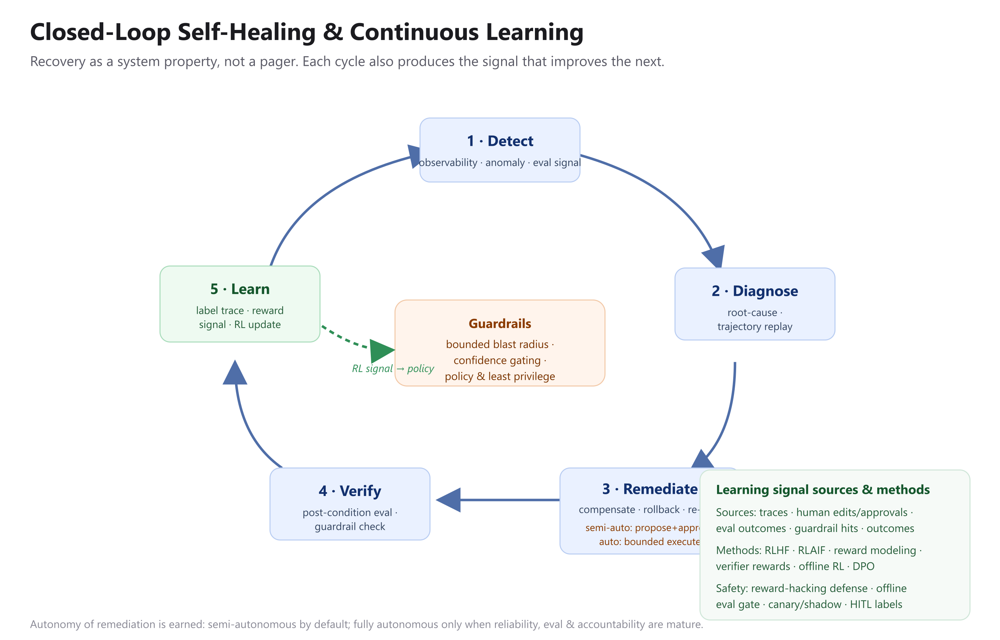 Closed-Loop Self-Healing & Continuous Learning
Recovery as a system property, not a pager. Each cycle also produces the signal that improves the next.
1 · Detect
observability · anomaly · eval signal
5 · Learn
label trace · reward
signal · RL update
2 · Diagnose
root-cause ·
trajectory replay
Guardrails
bounded blast radius ·
confidence gating ·
policy & least privilege
RL signal → policy
4 · Verify
post-condition eval ·
guardrail check
3 · Remediate
compensate · rollback · re-
semi-auto: propose+appr
auto: bounded execute
Learning signal sources & methods
Sources: traces · human edits/approvals ·
eval outcomes · guardrail hits · outcomes
Methods: RLHF · RLAIF · reward modeling ·
verifier rewards · offline RL · DPO
Safety: reward-hacking defense · offline
eval gate · canary/shadow · HITL labels
Autonomy of remediation is earned: semi-autonomous by default; fully autonomous only when reliability, eval & accountability are mature.